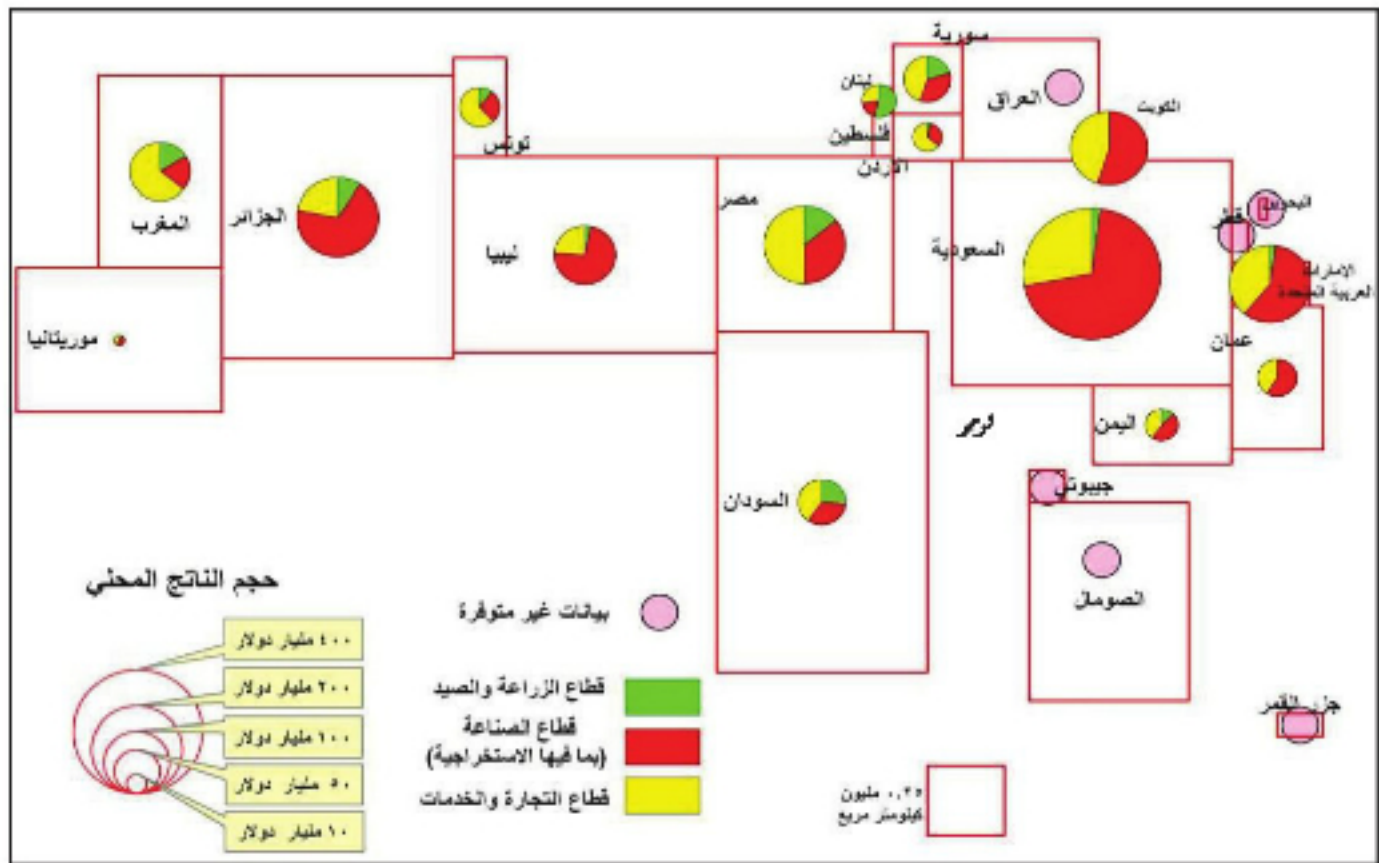 سورية
لبنان
العراق
الكويت
تونس
فلسطين
الاردن
المغرب
الجزائر
ليبيا
مصر
السعودية
قطر
البحرين
الامارات
العربية المتحدة
موريتانيا
عمان
اليمن
السودان
جيبوتي
الصومال
جزر القمر
حجم الناتج المحلي
٤٠٠ مليار دولار
٢٠٠ مليار دولار
١٠٠ مليار دولار
٥٠ مليار دولار
١٠ مليار دولار
بيانات غير متوفرة
قطاع الزراعة والصيد
قطاع الصناعة
(بما فيها الاستخراجية)
قطاع التجارة والخدمات
٠,٢٥ مليون
كيلومتر مربع